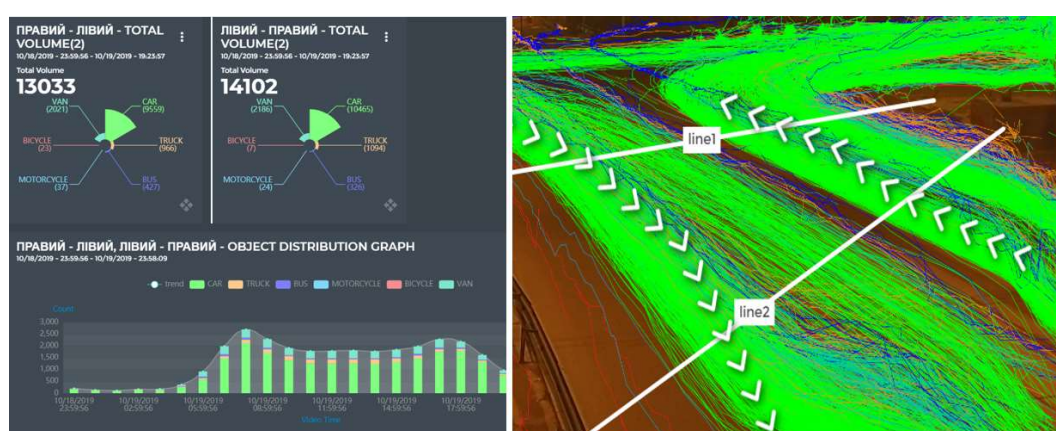 ПРАВИЙ - ЛІВИЙ - TOTAL
VOLUME(2)
10/18/2019 - 23:59:56 - 10/19/2019 - 19:23:57
Total Volume
13033
VAN
(2021)
CAR
(9559)
BICYCLE
(23)
TRUCK
(966)
MOTORCYCLE
(37)
BUS
(427)
ЛІВИЙ - ПРАВИЙ - TOTAL
VOLUME(2)
10/18/2019 - 23:59:56 - 10/19/2019 - 19:23:57
Total Volume
14102
VAN
(2186)
CAR
(10465)
BICYCLE
(7)
TRUCK
(1094)
MOTORCYCLE
(24)
BUS
(326)
ПРАВИЙ - ЛІВИЙ, ЛІВИЙ - ПРАВИЙ - OBJECT DISTRIBUTION GRAPH
10/18/2019 - 23:59:56 - 10/19/2019 - 23:58:09
trend CAR TRUCK BUS MOTORCYCLE BICYCLE VAN
Count
3,000
2,500
2,000
1,500
1,000
500
0
10/18/2019 10/19/2019 10/19/2019 10/19/2019 10/19/2019 10/19/2019 10/19/2019
23:59:56 02:59:56 05:59:56 08:59:56 11:59:56 14:59:56 17:59:56
Video Time
line1
line2